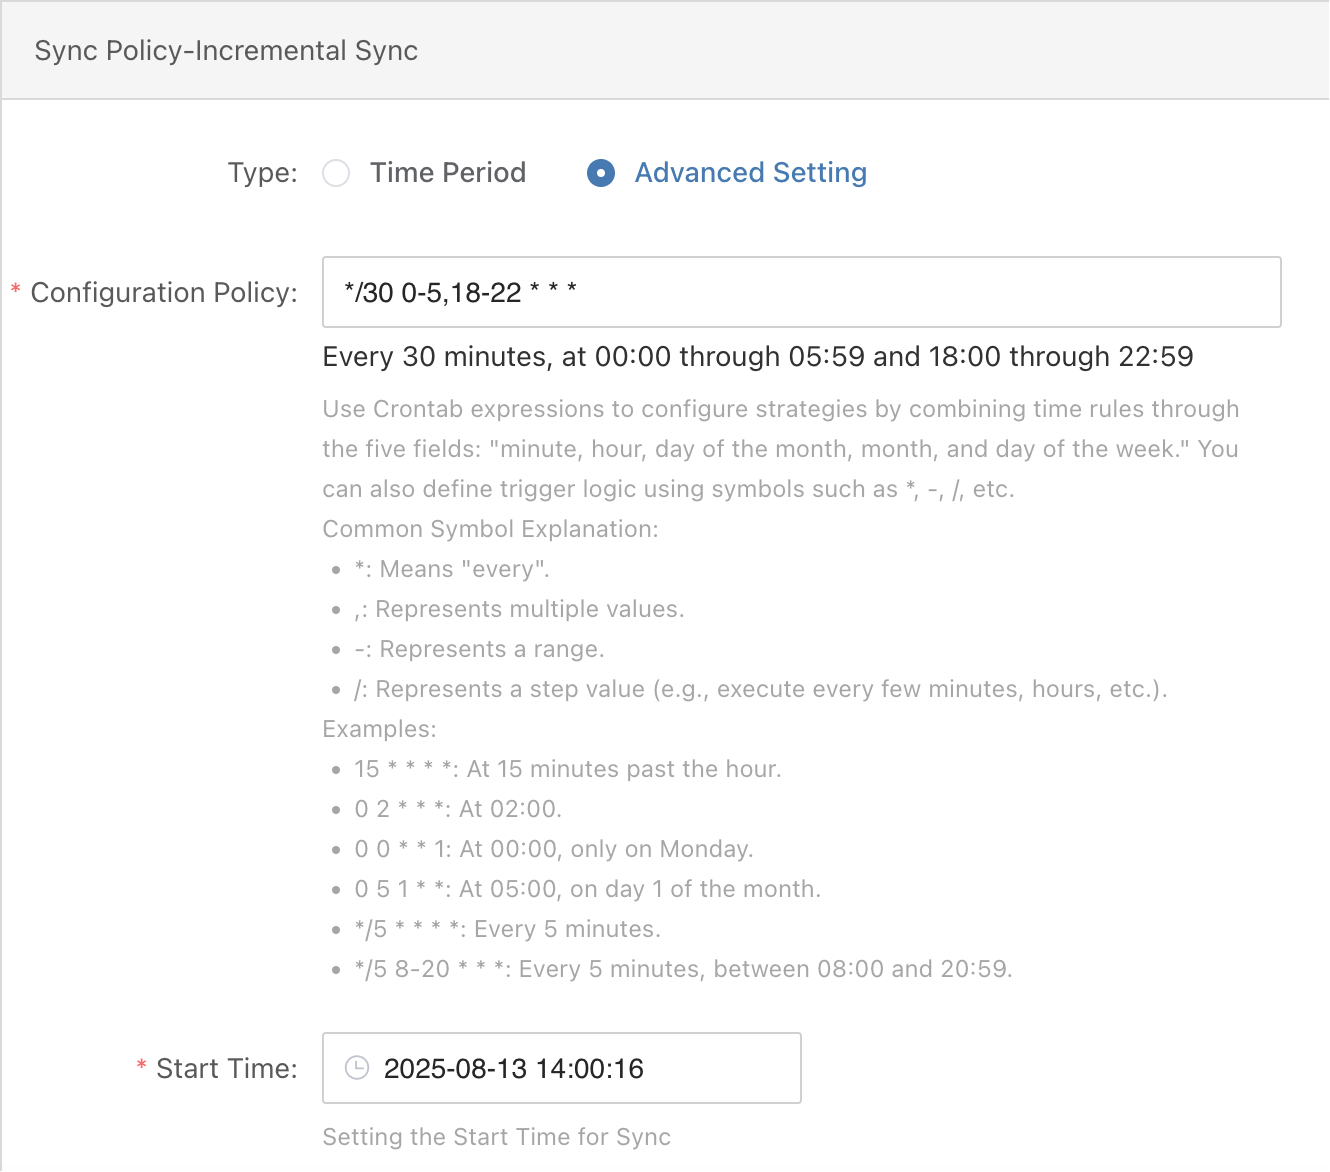 Sync Policy-Incremental Sync
Type: Time Period Advanced Setting
* Configuration Policy: */30 0-5,18-22 * * *
Every 30 minutes, at 00:00 through 05:59 and 18:00 through 22:59
Use Crontab expressions to configure strategies by combining time rules through
the five fields: "minute, hour, day of the month, month, and day of the week." You
can also define trigger logic using symbols such as *, -, /, etc.
Common Symbol Explanation:
• *: Means "every".
• ,: Represents multiple values.
• -: Represents a range.
• /: Represents a step value (e.g., execute every few minutes, hours, etc.).
Examples:
• 15 * * * *: At 15 minutes past the hour.
• 0 2 * * *: At 02:00.
• 0 0 * * 1: At 00:00, only on Monday.
• 0 5 1 * *: At 05:00, on day 1 of the month.
• */5 * * * *: Every 5 minutes.
• */5 8-20 * * *: Every 5 minutes, between 08:00 and 20:59.
* Start Time: 2025-08-13 14:00:16
Setting the Start Time for Sync